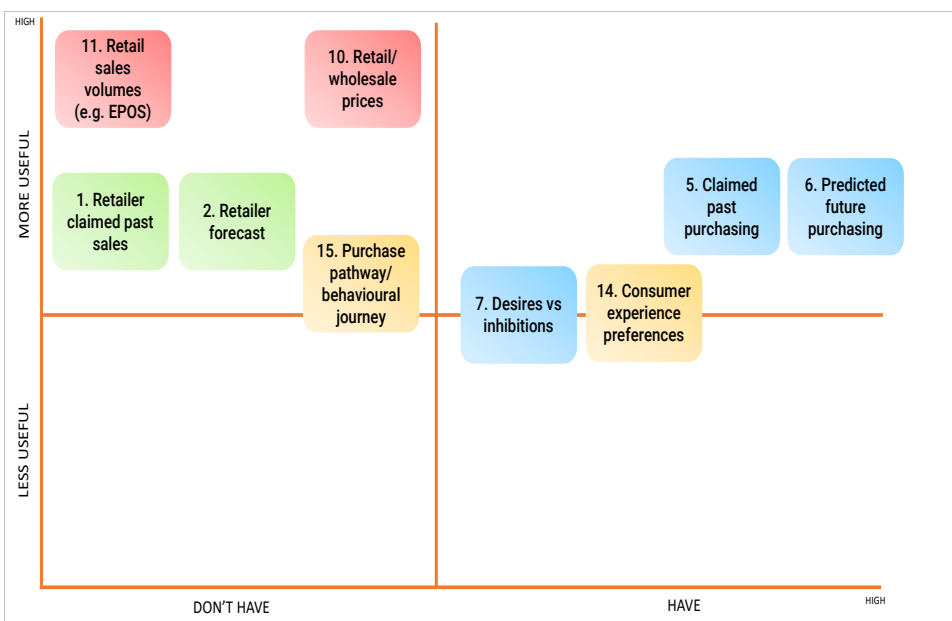 HIGH
11. Retail
sales
volumes
(e.g. EPOS)
10. Retail/
wholesale
prices
MORE USEFUL
1. Retailer
claimed past
sales
2. Retailer
forecast
5. Claimed
past
purchasing
6. Predicted
future
purchasing
15. Purchase
pathway/
behavioural
journey
7. Desires vs
inhibitions
14. Consumer
experience
preferences
LESS USEFUL
DON'T HAVE
HAVE
HIGH